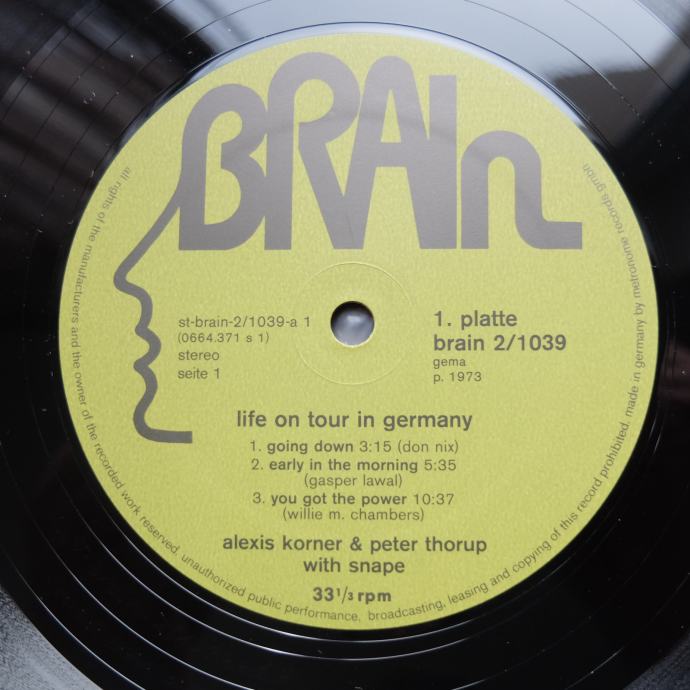 BRAIn
st-brain-2/1039-a 1
(0664.371 s 1)
stereo
seite 1
1. platte
brain 2/1039
gema
p. 1973
life on tour in germany
1. going down 3:15 (don nix)
2. early in the morning 5:35
(gasper lawal)
3. you got the power 10:37
(willie m. chambers)
alexis korner & peter thorup
with snape
33 1/3 rpm
all rights of the manufacturers and the owner of the recorded work reserved. unauthorized public performance, broadcasting, leasing and copying of this record prohibited. made in germany by metronome records gmbh